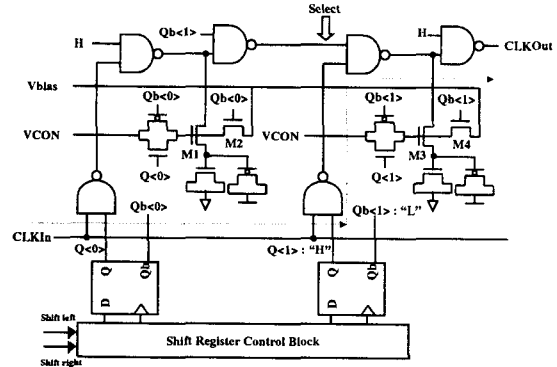 Select
H
Qb<1>
H
CLKOut
Vbias
Qb<0>
Qb<0>
Qb<1>
Qb<1>
VCON
M1
M2
VCON
M3
M4
Q<0>
Q<1>
Qb<0>
Qb<1> : "L"
CLKIn
Q<0>
Q<1> : "H"
Q
Qb
Q
Qb
D
D
Shift left
Shift right
Shift Register Control Block